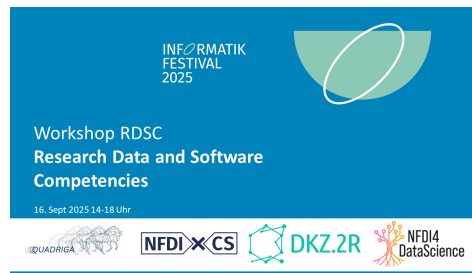 INFORMATIK
FESTIVAL
2025
Workshop RDSC
Research Data and Software
Competencies
16. Sept 2025 14-18 Uhr
QUADRIGA
NFDIxCS
DKZ.2R
NFDI4
DataScience